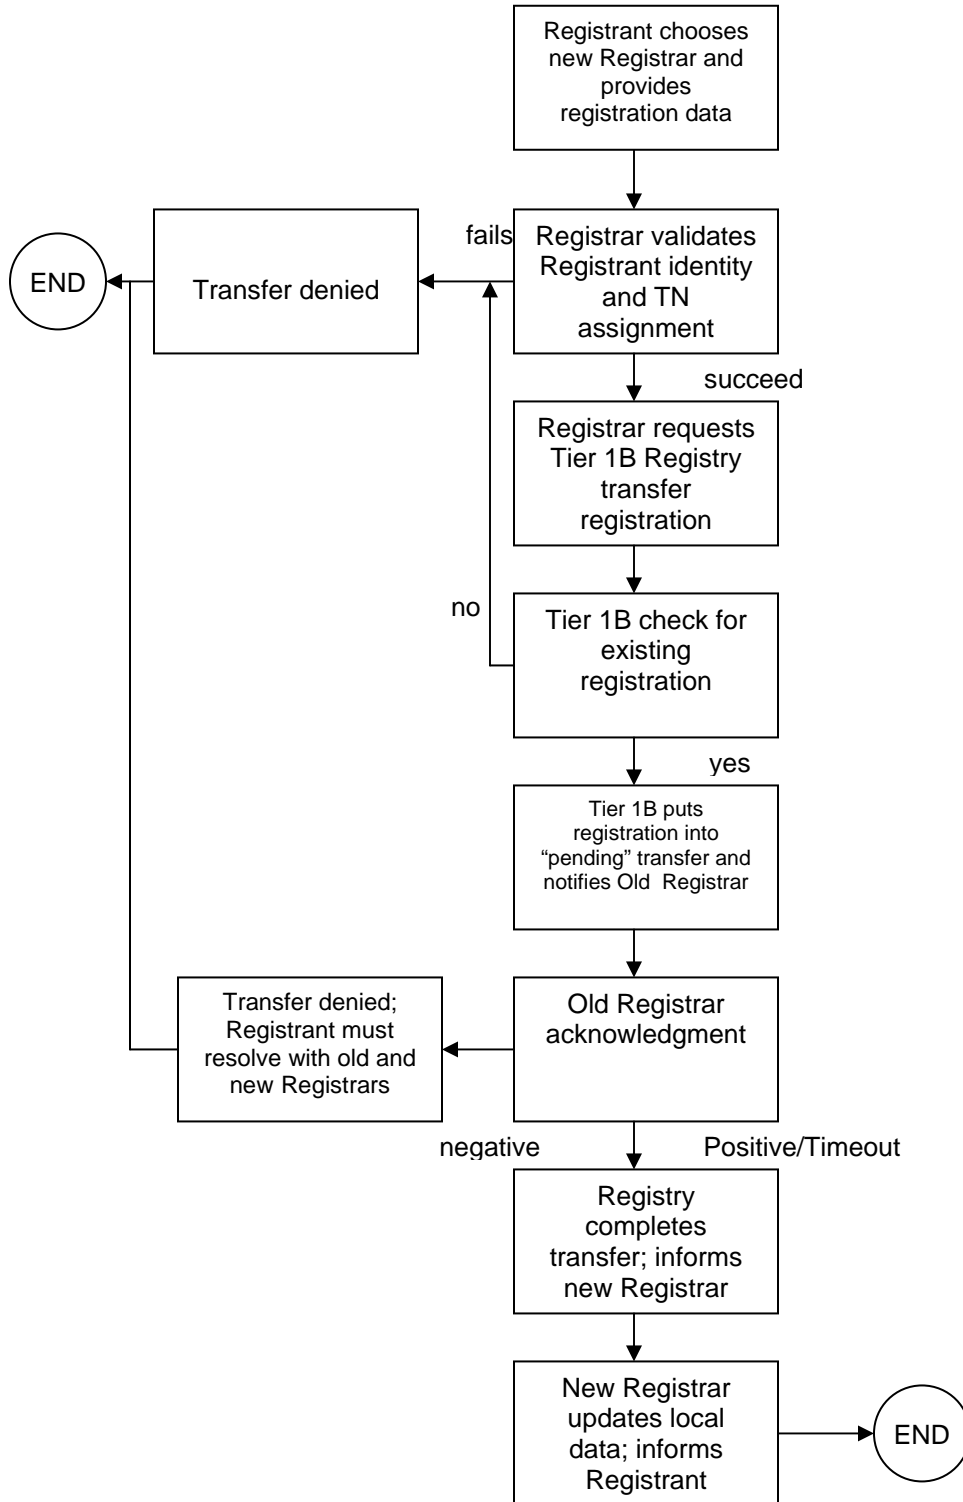 Registrant chooses
new Registrar and
provides
registration data
fails
Registrar validates
Registrant identity
and TN
assignment
Transfer denied
END
succeed
Registrar requests
Tier 1B Registry
transfer
registration
no
Tier 1B check for
existing
registration
yes
Tier 1B puts
registration into
“pending” transfer and
notifies Old  Registrar
Transfer denied;
Registrant must
resolve with old and
new Registrars
Old Registrar
acknowledgment
negative
Positive/Timeout
Registry
completes
transfer; informs
new Registrar
New Registrar
updates local
data; informs
Registrant
END